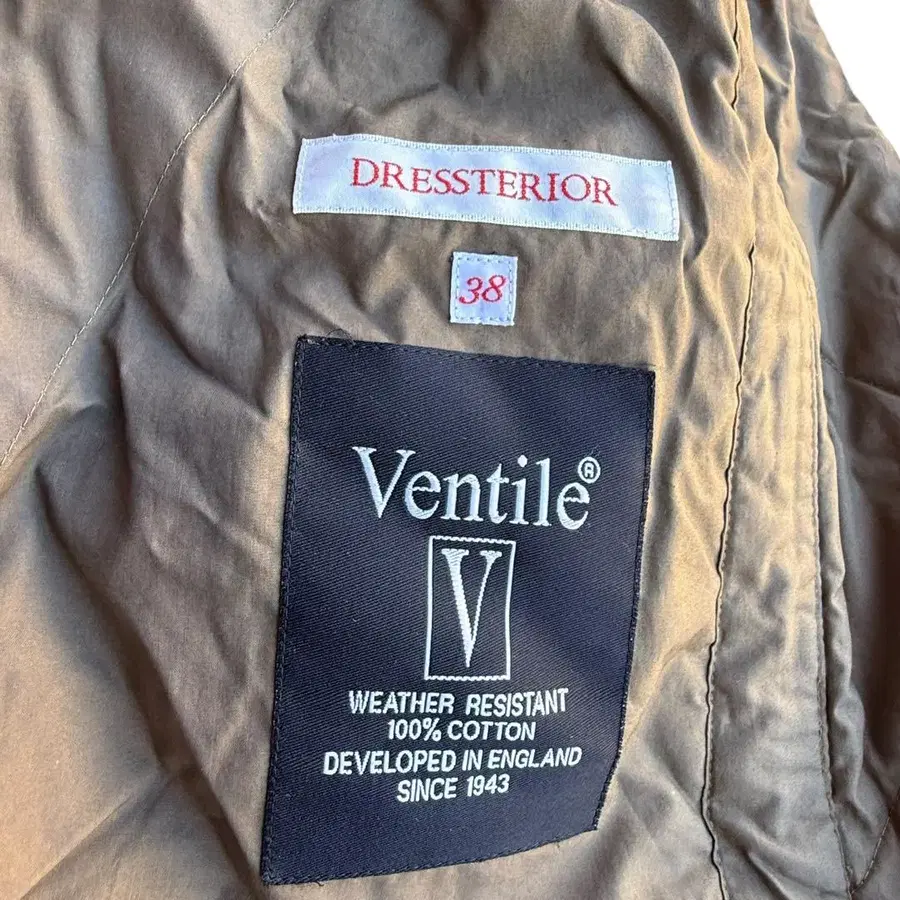 DRESSTERIOR
38
Ventile®
V
WEATHER RESISTANT
100% COTTON
DEVELOPED IN ENGLAND
SINCE 1943